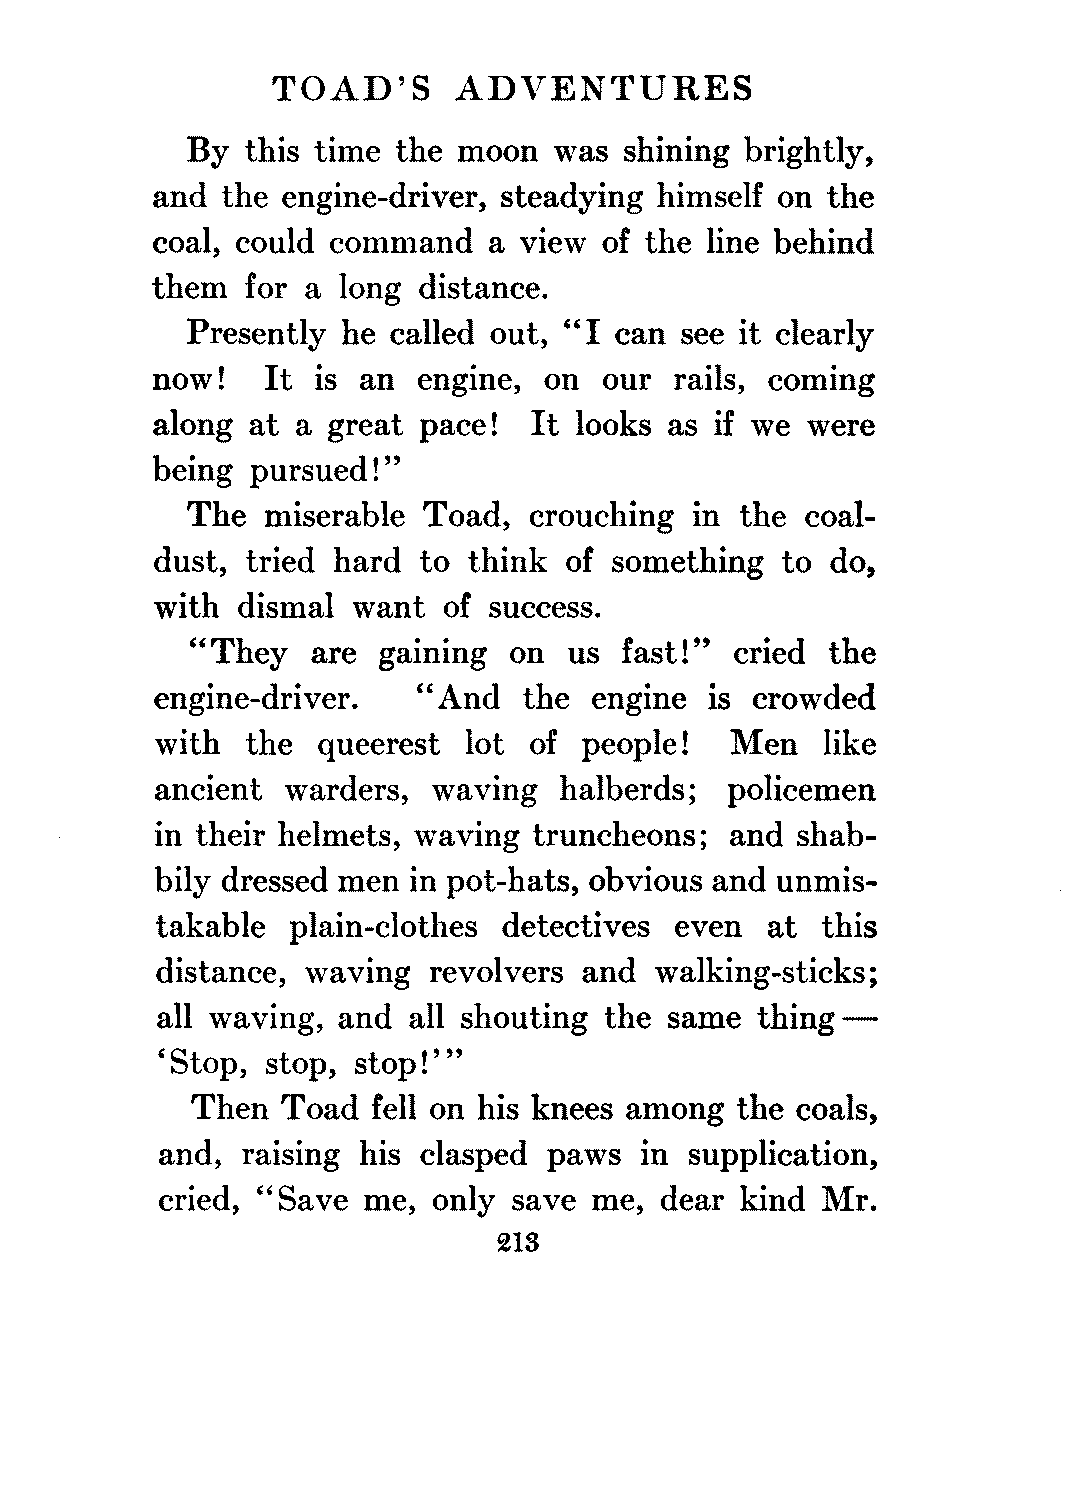 TOAD'S ADVENTURES
By this time the moon was shining brightly,
and the engine-driver, steadying himself on the
coal, could command a view of the line behind
them for a long distance.
Presently he called out, "I can see it clearly
now! It is an engine, on our rails, coming
along at a great pace! It looks as if we were
being pursued!"
The miserable Toad, crouching in the coal-
dust, tried hard to think of something to do,
with dismal want of success.
"They are gaining on us fast!" cried the
engine-driver. "And the engine is crowded
with the queerest lot of people! Men like
ancient warders, waving halberds; policemen
in their helmets, waving truncheons; and shab-
bily dressed men in pot-hats, obvious and unmis-
takable plain-clothes detectives even at this
distance, waving revolvers and walking-sticks;
all waving, and all shouting the same thing—
'Stop, stop, stop!'"
Then Toad fell on his knees among the coals,
and, raising his clasped paws in supplication,
cried, "Save me, only save me, dear kind Mr.
213